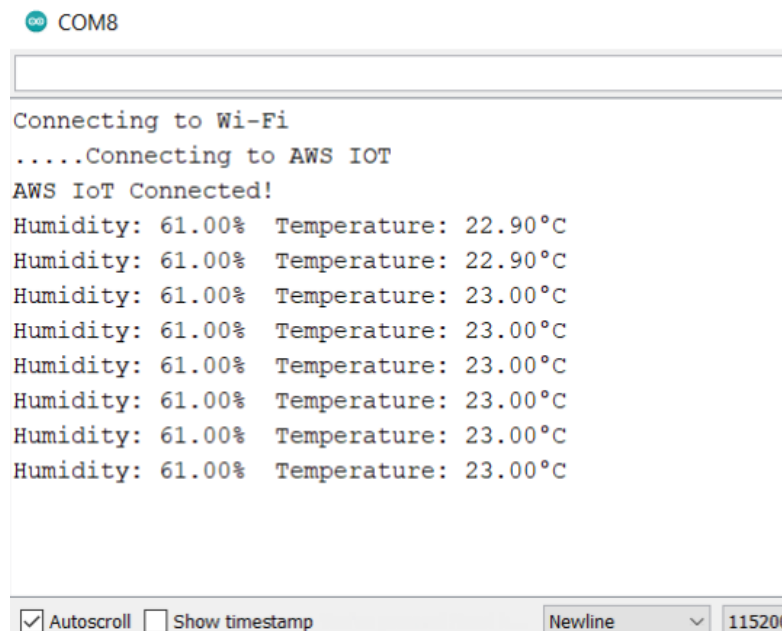 COM8
Connecting to Wi-Fi
.....Connecting to AWS IOT
AWS IoT Connected!
Humidity: 61.00%  Temperature: 22.90°C
Humidity: 61.00%  Temperature: 22.90°C
Humidity: 61.00%  Temperature: 23.00°C
Humidity: 61.00%  Temperature: 23.00°C
Humidity: 61.00%  Temperature: 23.00°C
Humidity: 61.00%  Temperature: 23.00°C
Humidity: 61.00%  Temperature: 23.00°C
Humidity: 61.00%  Temperature: 23.00°C
Autoscroll Show timestamp Newline